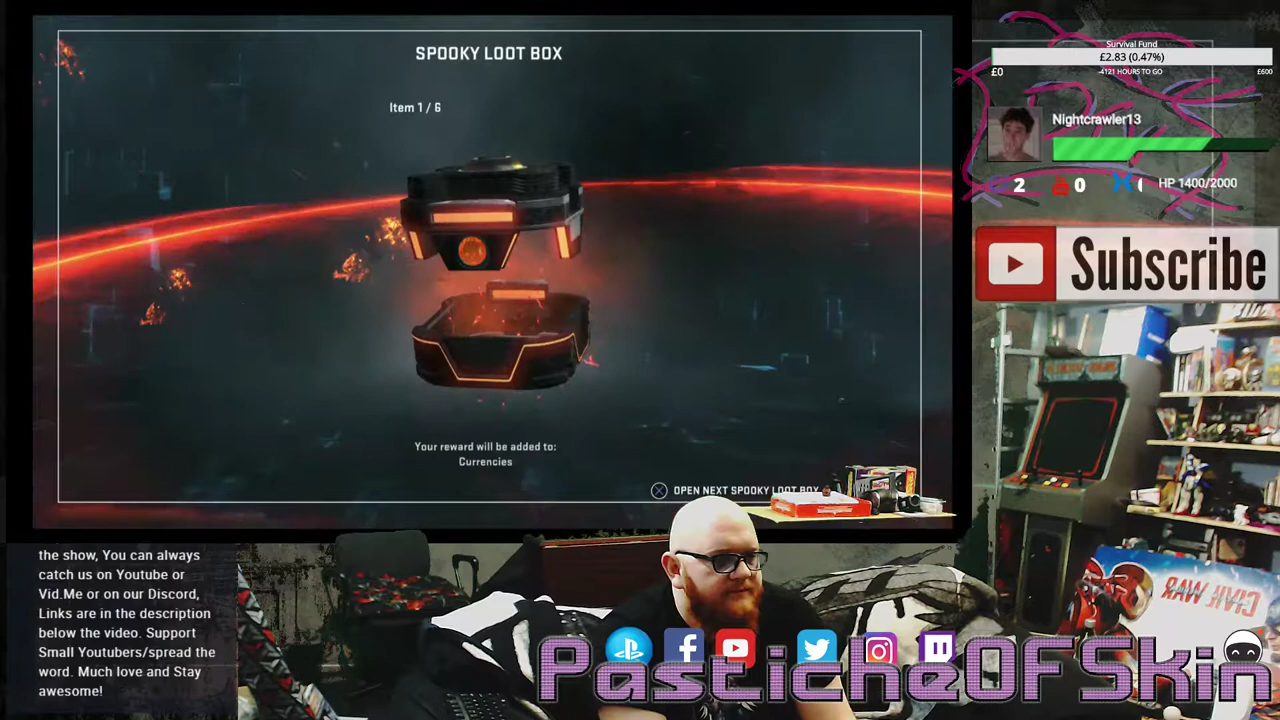 SPOOKY LOOT BOX
Item 1 / 6
Your reward will be added to:
Currencies
OPEN NEXT SPOOKY LOOT BOX
Survival Fund
£2.83 (0.47%)
£0
-4121 HOURS TO GO
£600
Nightcrawler13
2
0
HP 1400/2000
Subscribe
the show, You can always
catch us on Youtube or
Vid.Me or on our Discord,
Links are in the description
below the video. Support
Small Youtubers/spread the
word. Much love and Stay
awesome!
CIVIL WAR
PasticheOFSkin